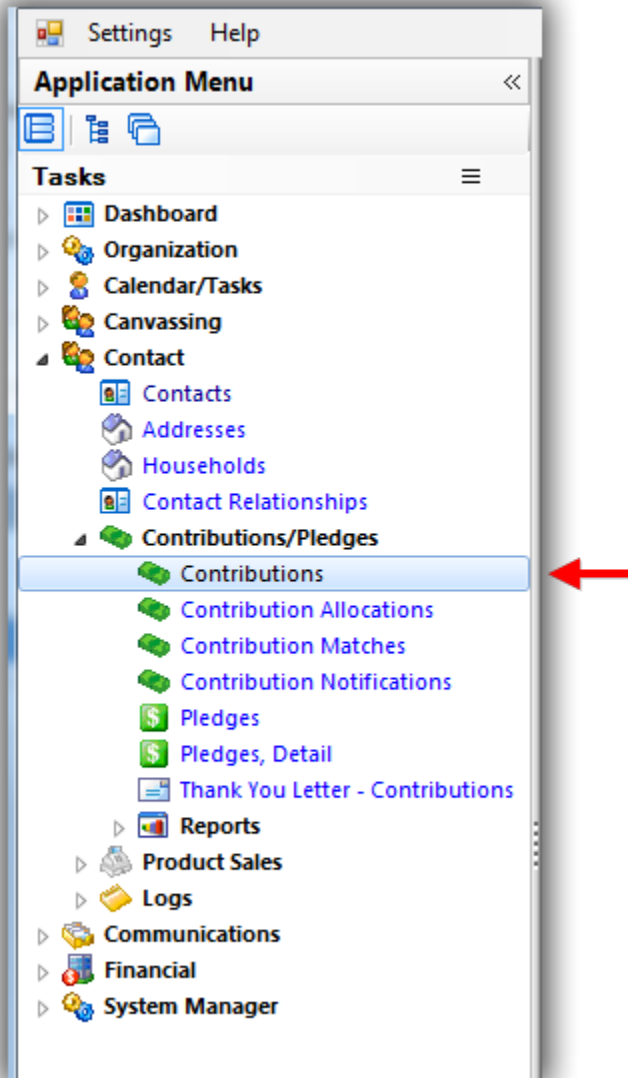 Settings Help
Application Menu
Tasks
Dashboard
Organization
Calendar/Tasks
Canvassing
Contact
Contacts
Addresses
Households
Contact Relationships
Contributions/Pledges
Contributions
Contribution Allocations
Contribution Matches
Contribution Notifications
Pledges
Pledges, Detail
Thank You Letter - Contributions
Reports
Product Sales
Logs
Communications
Financial
System Manager